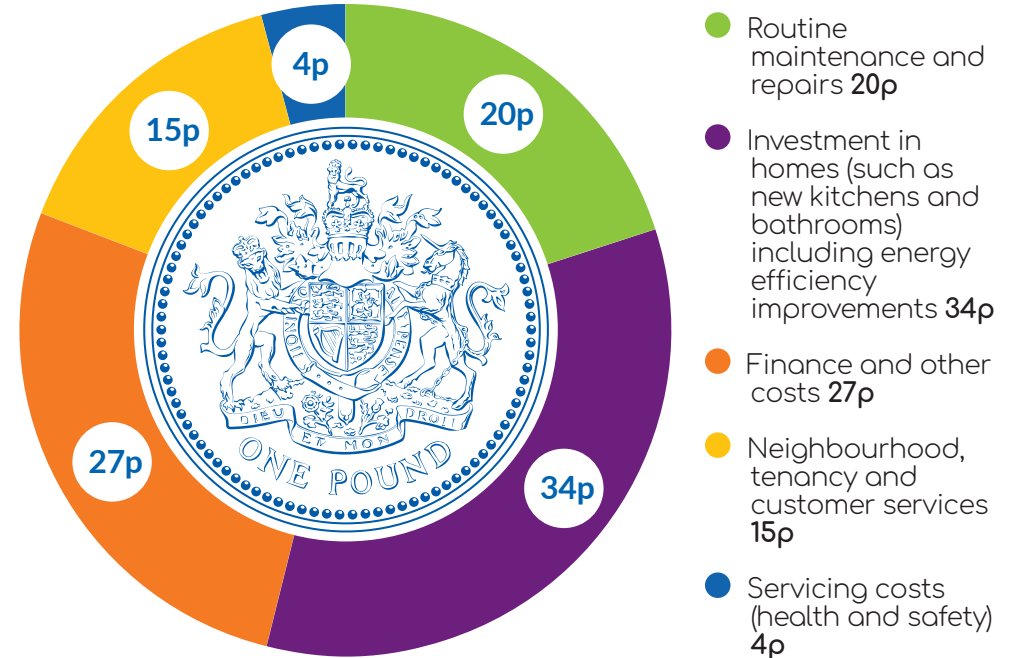 4p
20p
15p
27p
34p
DIEU ET MON DROIT
ONE POUND
Routine
maintenance and
repairs 20p
Investment in
homes (such as
new kitchens and
bathrooms)
including energy
efficiency
improvements 34p
Finance and other
costs 27p
Neighbourhood,
tenancy and
customer services
15p
Servicing costs
(health and safety)
4p